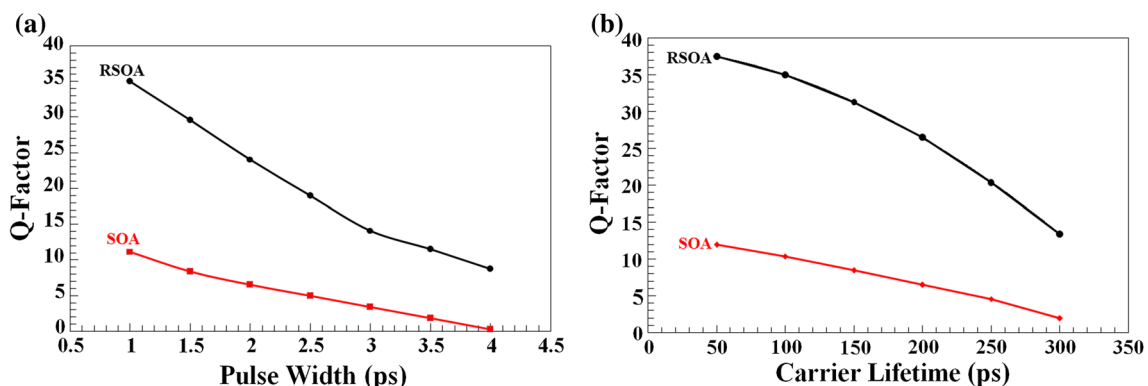 (a)
40
35
30
25
20
15
10
5
0
RSOA
SOA
Q-Factor
0.5 1 1.5 2 2.5 3 3.5 4 4.5
Pulse Width (ps)
(b)
40
35
30
25
20
15
10
5
0
RSOA
SOA
Q-Factor
0 50 100 150 200 250 300 350
Carrier Lifetime (ps)